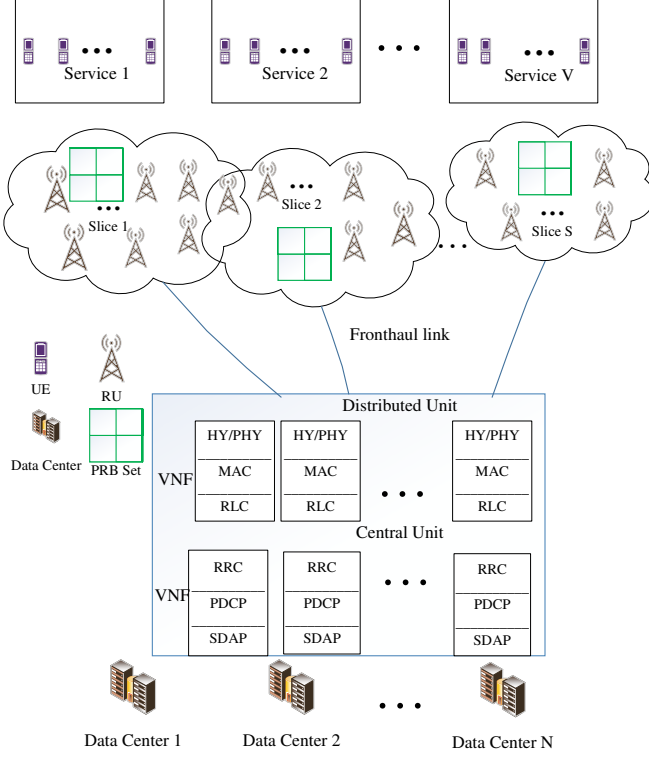 Service 1
Service 2
Service V
Slice 1
Slice 2
Slice S
Fronthaul link
UE
RU
Data Center
PRB Set
Distributed Unit
VNF
HY/PHY
MAC
RLC
HY/PHY
MAC
RLC
HY/PHY
MAC
RLC
Central Unit
VNF
RRC
PDCP
SDAP
RRC
PDCP
SDAP
RRC
PDCP
SDAP
Data Center 1
Data Center 2
Data Center N